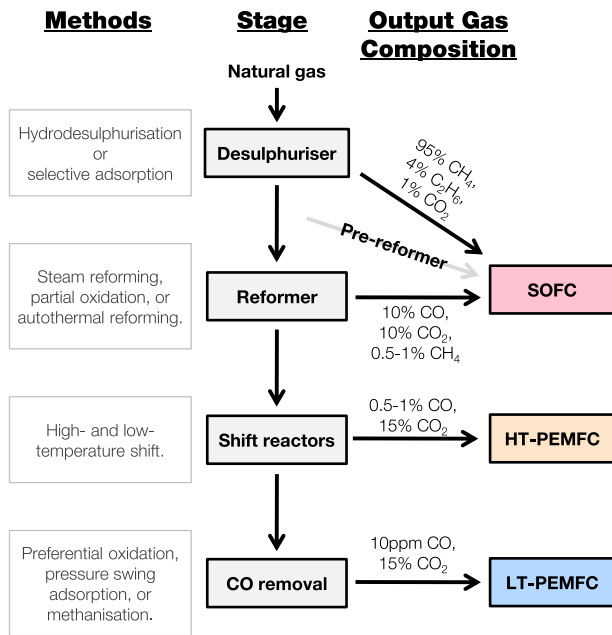 Methods
Stage
Output Gas
Composition
Natural gas
Hydrodesulphurisation
or
selective adsorption
Desulphuriser
95% CH₄,
4% C₂H₆,
1% CO₂
Pre-reformer
Steam reforming,
partial oxidation, or
autothermal reforming.
Reformer
10% CO,
10% CO₂,
0.5-1% CH₄
SOFC
High- and low-
temperature shift.
Shift reactors
0.5-1% CO,
15% CO₂
HT-PEMFC
Preferential oxidation,
pressure swing
adsorption, or
methanisation.
CO removal
10ppm CO,
15% CO₂
LT-PEMFC